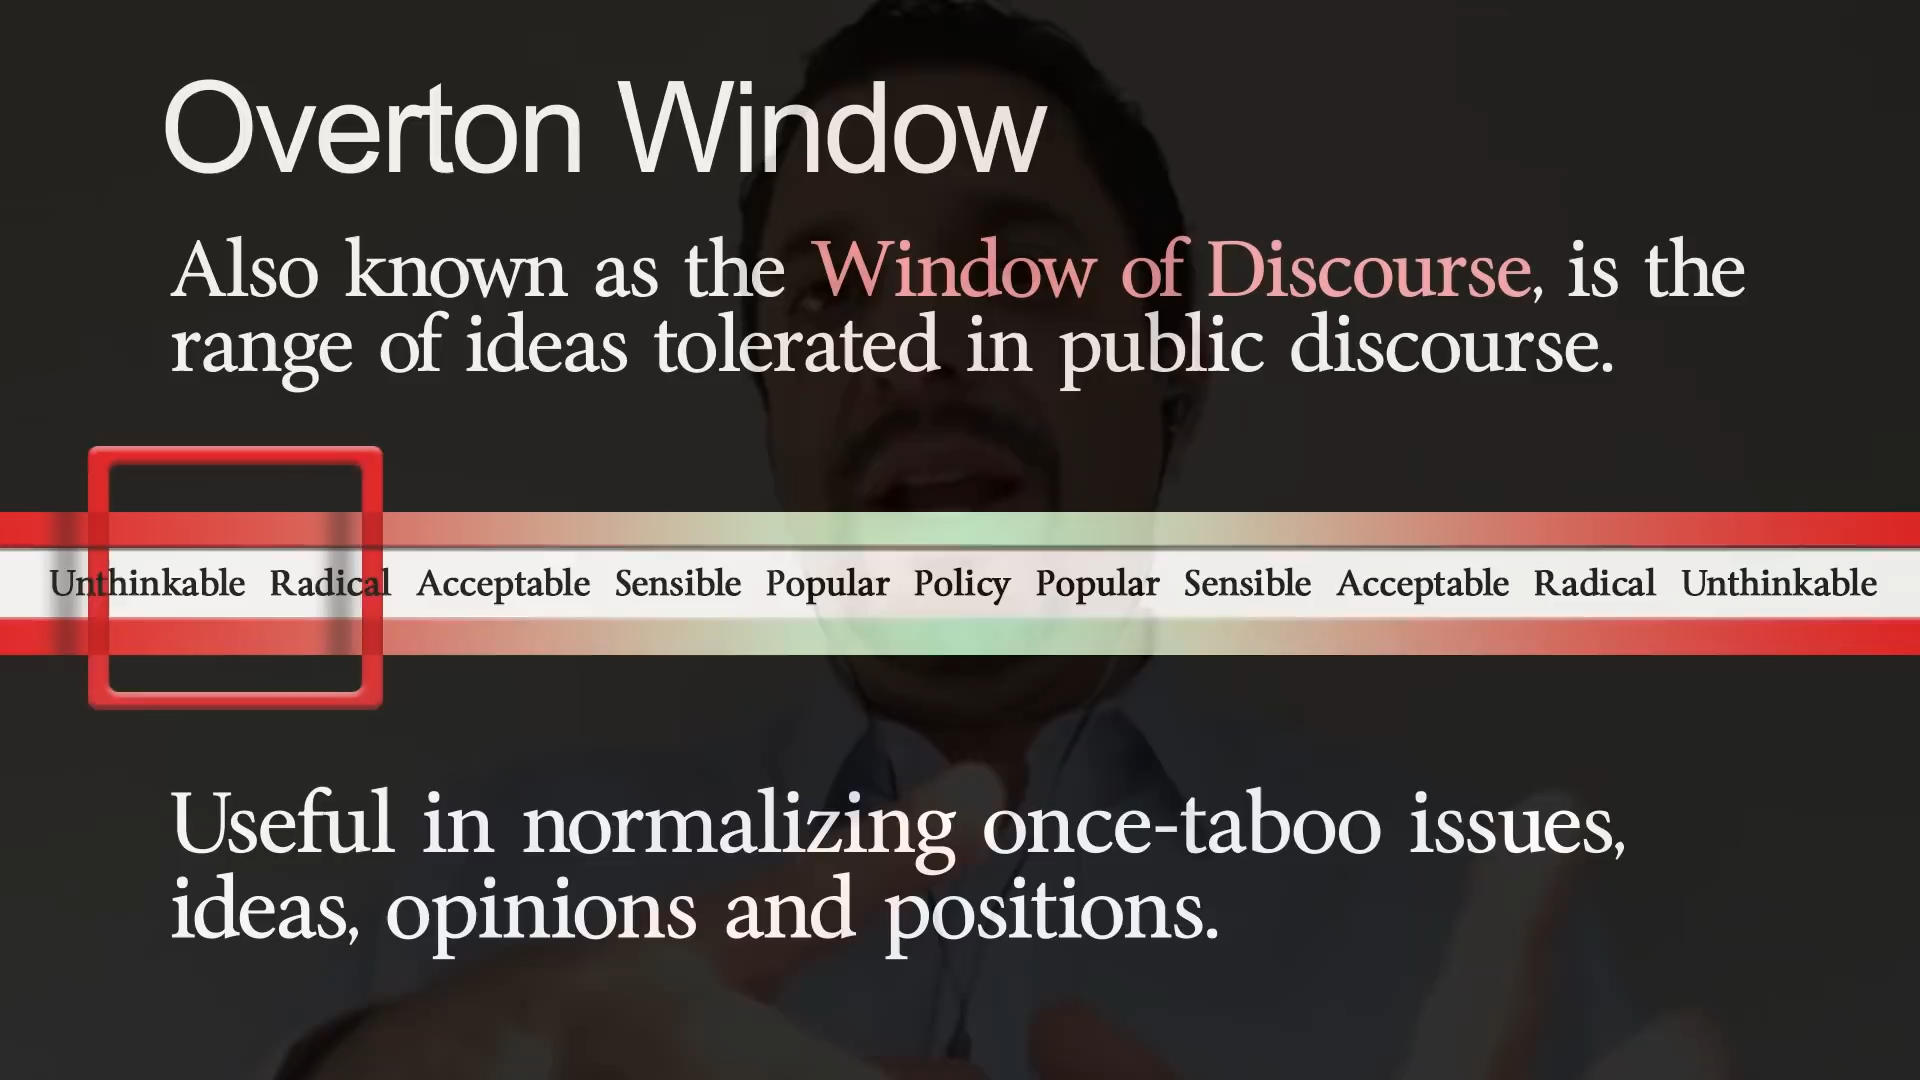 Overton Window
Also known as the Window of Discourse, is the
range of ideas tolerated in public discourse.
Unthinkable Radical Acceptable Sensible Popular Policy Popular Sensible Acceptable Radical Unthinkable
Useful in normalizing once-taboo issues,
ideas, opinions and positions.